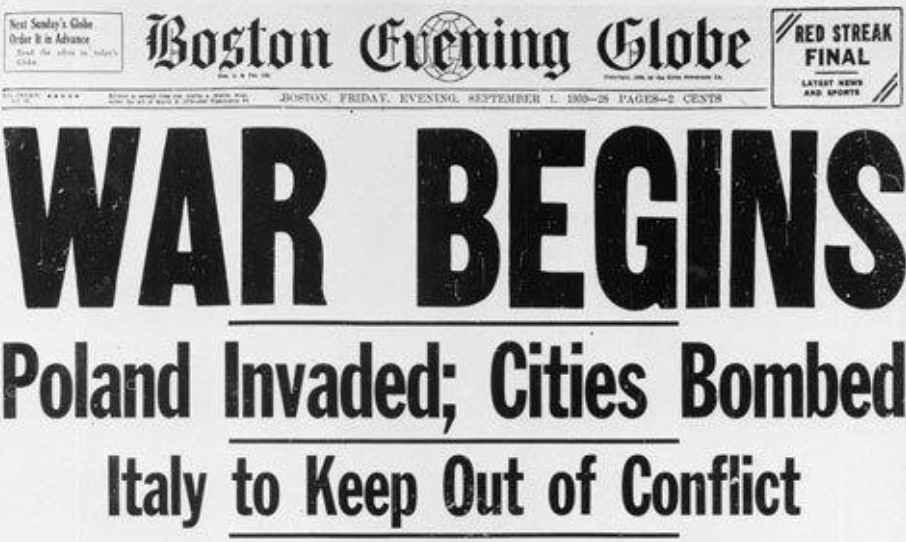 Next Sunday's Globe
Order It in Advance
Boston Evening Globe
RED STREAK
FINAL
LATEST NEWS
AND SPORTS
BOSTON, FRIDAY, EVENING, SEPTEMBER 1, 1939—28 PAGES—2 CENTS
WAR BEGINS
Poland Invaded; Cities Bombed
Italy to Keep Out of Conflict